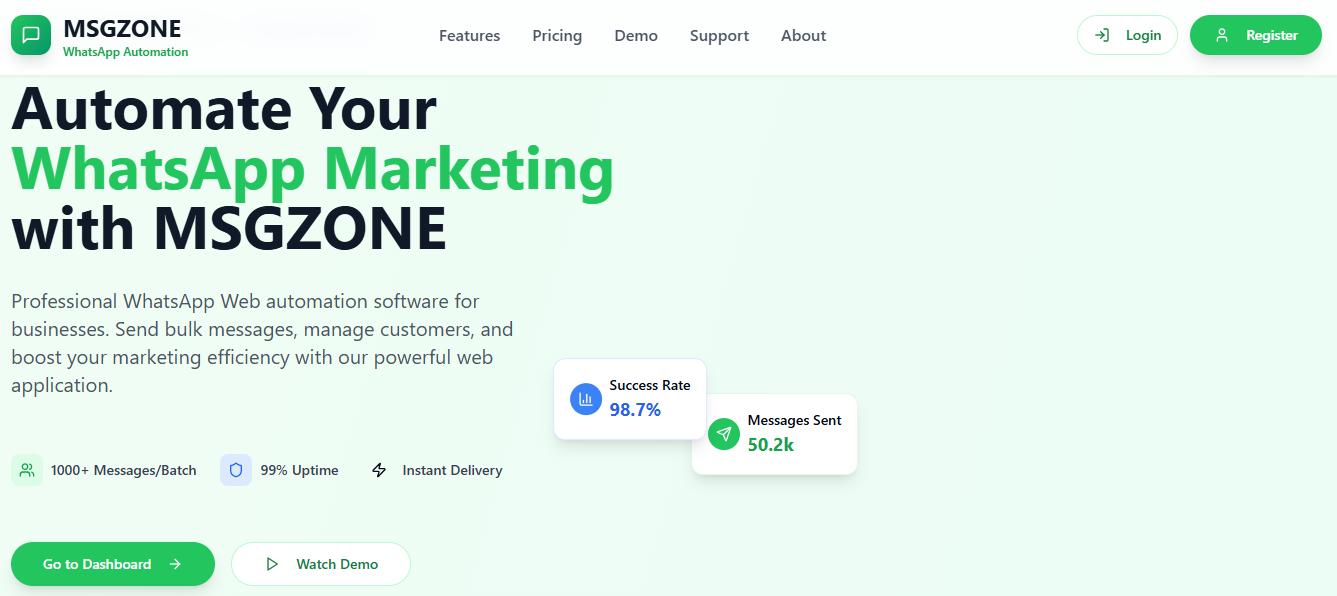 MSGZONE
WhatsApp Automation
Features
Pricing
Demo
Support
About
Login
Register
Automate Your
WhatsApp Marketing
with MSGZONE
Professional WhatsApp Web automation software for
businesses. Send bulk messages, manage customers, and
boost your marketing efficiency with our powerful web
application.
Success Rate
98.7%
Messages Sent
50.2k
1000+ Messages/Batch
99% Uptime
Instant Delivery
Go to Dashboard
Watch Demo